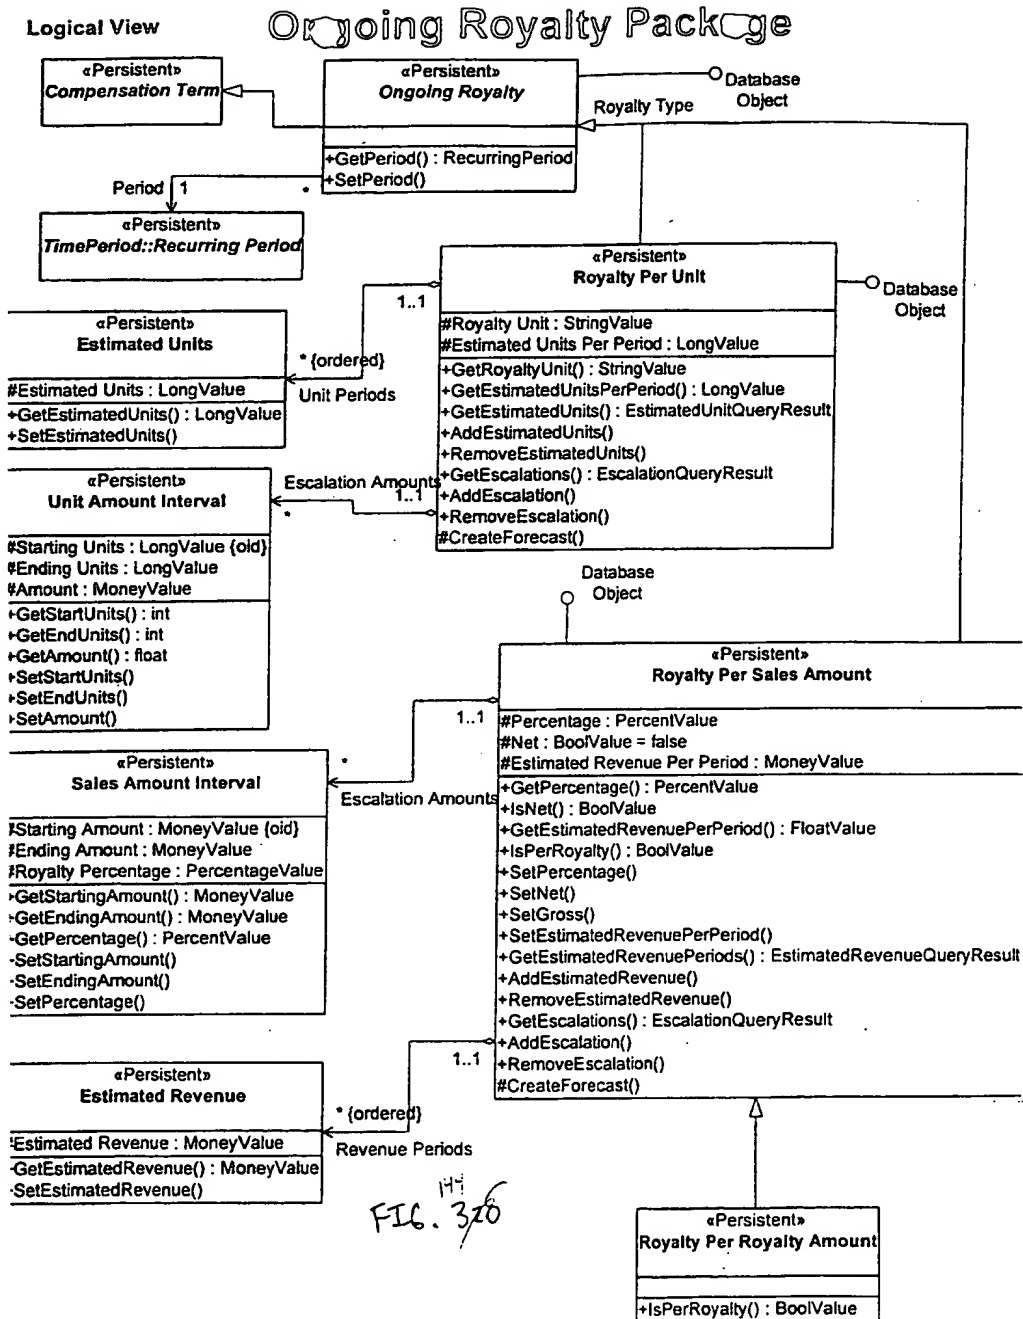 Logical View
Ongoing Royalty Package
«Persistent»
Compensation Term
«Persistent»
Ongoing Royalty
+GetPeriod() : RecurringPeriod
+SetPeriod()
Database
Object
Royalty Type
Period
1
*
«Persistent»
TimePeriod::Recurring Period
«Persistent»
Royalty Per Unit
#Royalty Unit : StringValue
#Estimated Units Per Period : LongValue
+GetRoyaltyUnit() : StringValue
+GetEstimatedUnitsPerPeriod() : LongValue
+GetEstimatedUnits() : EstimatedUnitQueryResult
+AddEstimatedUnits()
+RemoveEstimatedUnits()
+GetEscalations() : EscalationQueryResult
+AddEscalation()
+RemoveEscalation()
#CreateForecast()
Database
Object
1..1
* {ordered}
Unit Periods
«Persistent»
Estimated Units
#Estimated Units : LongValue
+GetEstimatedUnits() : LongValue
+SetEstimatedUnits()
Escalation Amounts
1..1
*
«Persistent»
Unit Amount Interval
#Starting Units : LongValue {oid}
#Ending Units : LongValue
#Amount : MoneyValue
+GetStartUnits() : int
+GetEndUnits() : int
+GetAmount() : float
+SetStartUnits()
+SetEndUnits()
+SetAmount()
Database
Object
«Persistent»
Royalty Per Sales Amount
#Percentage : PercentValue
#Net : BoolValue = false
#Estimated Revenue Per Period : MoneyValue
+GetPercentage() : PercentValue
+IsNet() : BoolValue
+GetEstimatedRevenuePerPeriod() : FloatValue
+IsPerRoyalty() : BoolValue
+SetPercentage()
+SetNet()
+SetGross()
+SetEstimatedRevenuePerPeriod()
+GetEstimatedRevenuePeriods() : EstimatedRevenueQueryResult
+AddEstimatedRevenue()
+RemoveEstimatedRevenue()
+GetEscalations() : EscalationQueryResult
+AddEscalation()
+RemoveEscalation()
#CreateForecast()
1..1
*
Escalation Amounts
«Persistent»
Sales Amount Interval
#Starting Amount : MoneyValue {oid}
#Ending Amount : MoneyValue
#Royalty Percentage : PercentageValue
+GetStartingAmount() : MoneyValue
+GetEndingAmount() : MoneyValue
-GetPercentage() : PercentValue
-SetStartingAmount()
-SetEndingAmount()
-SetPercentage()
1..1
* {ordered}
Revenue Periods
«Persistent»
Estimated Revenue
Estimated Revenue : MoneyValue
-GetEstimatedRevenue() : MoneyValue
-SetEstimatedRevenue()
144
FIG.
«Persistent»
Royalty Per Royalty Amount
+IsPerRoyalty() : BoolValue